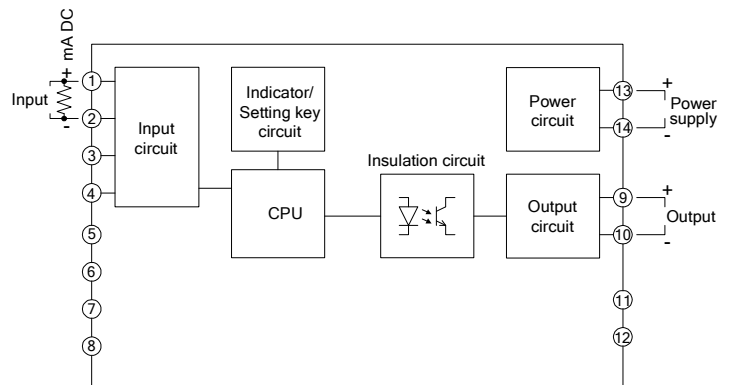 mA DC
+
-
Input
1
2
3
4
5
6
7
8
Input
circuit
Indicator/
Setting key
circuit
CPU
Insulation circuit
Power
circuit
Output
circuit
13
14
+
Power
supply
-
9
10
+
Output
-
11
12